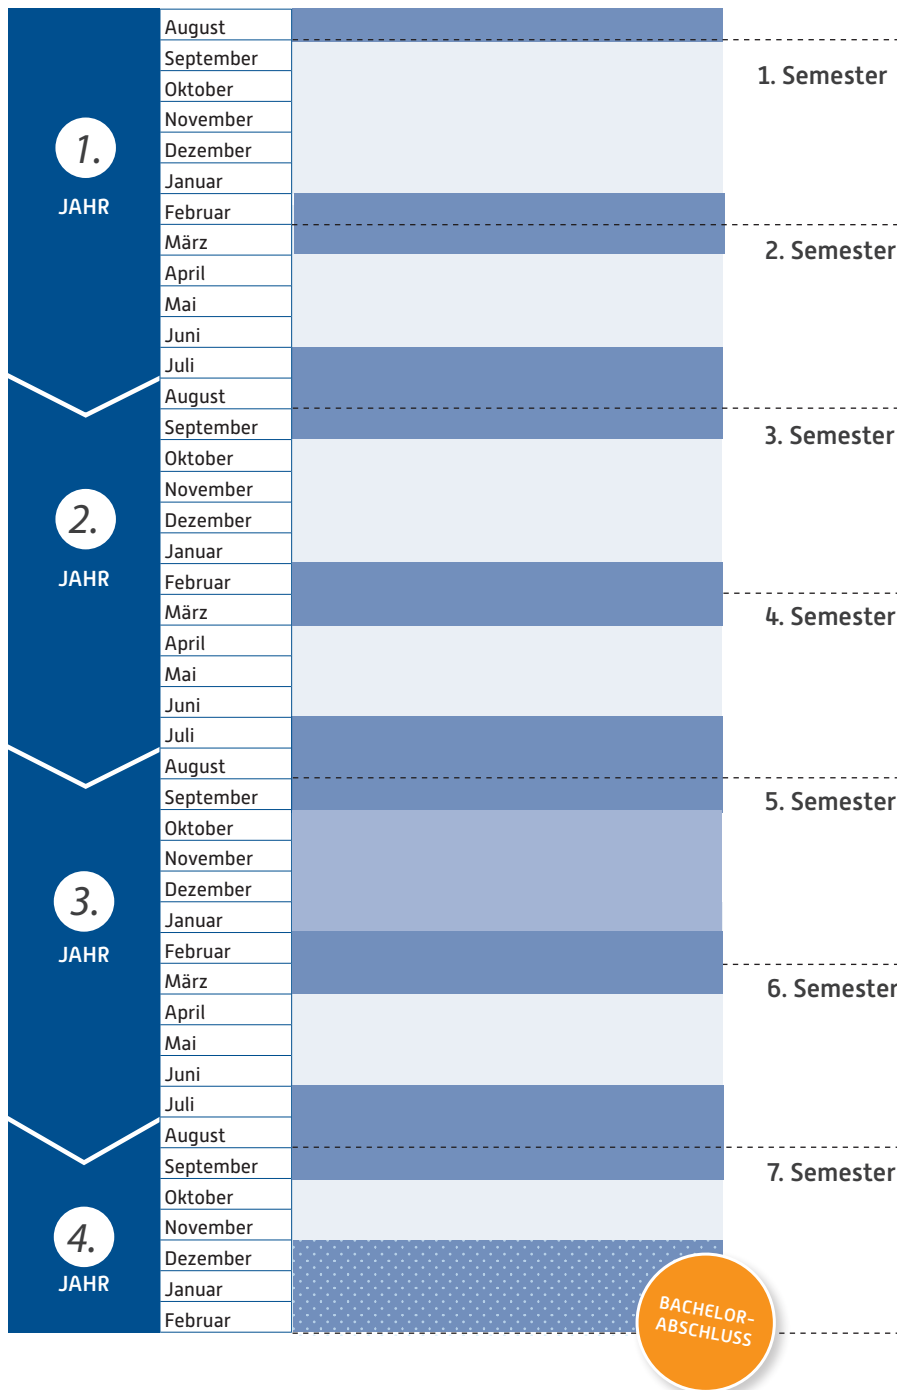 August
September
1. Semester
Oktober
November
1.
Dezember
Januar
JAHR
Februar
März
2. Semester
April
Mai
Juni
Juli
August
September
3. Semester
Oktober
November
2.
Dezember
Januar
JAHR
Februar
März
4. Semester
April
Mai
Juni
Juli
August
September
5. Semester
Oktober
November
Dezember
3.
Januar
JAHR
Februar
März
6. Semester
April
Mai
Juni
Juli
August
September
7. Semester
Oktober
November
4.
Dezember
JAHR
Januar
Februar
BACHELOR-
ABSCHLUSS